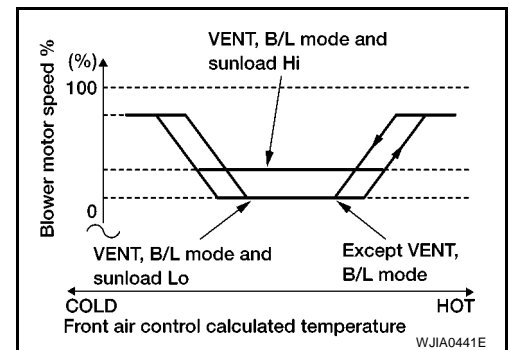 VENT, B/L mode and
sunload Hi
Blower motor speed %
(%)
100
0
VENT, B/L mode and
sunload Lo
Except VENT,
B/L mode
COLD
HOT
Front air control calculated temperature
WJIA0441E